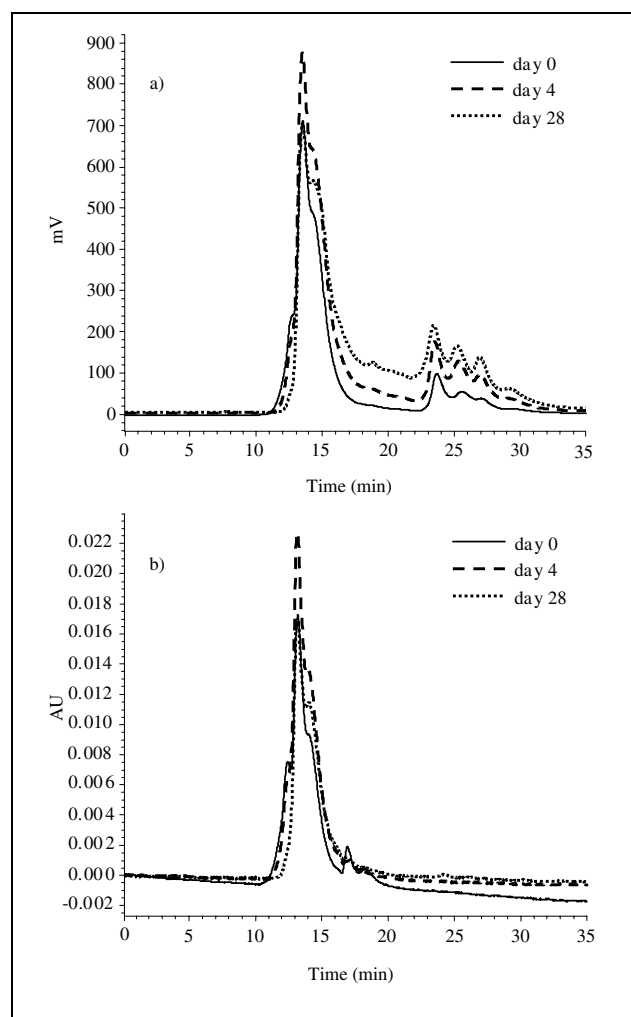 900
800
700
600
500
400
300
200
100
0
mV
a)
day 0
day 4
day 28
0 5 10 15 20 25 30 35
Time (min)
0.022
0.020
0.018
0.016
0.014
0.012
0.010
0.008
0.006
0.004
0.002
0.000
-0.002
AU
b)
day 0
day 4
day 28
0 5 10 15 20 25 30 35
Time (min)